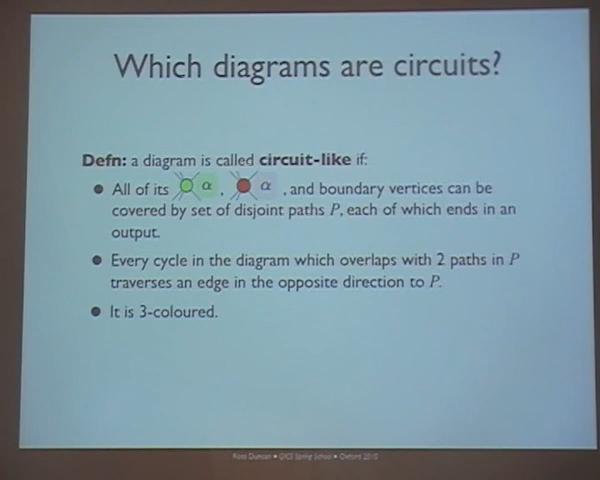 Which diagrams are circuits?
Defn: a diagram is called circuit-like if:
All of its α , α , and boundary vertices can be
covered by set of disjoint paths P, each of which ends in an
output.
Every cycle in the diagram which overlaps with 2 paths in P
traverses an edge in the opposite direction to P.
It is 3-coloured.
Ross Duncan • QICS Spring School • Oxford 2010